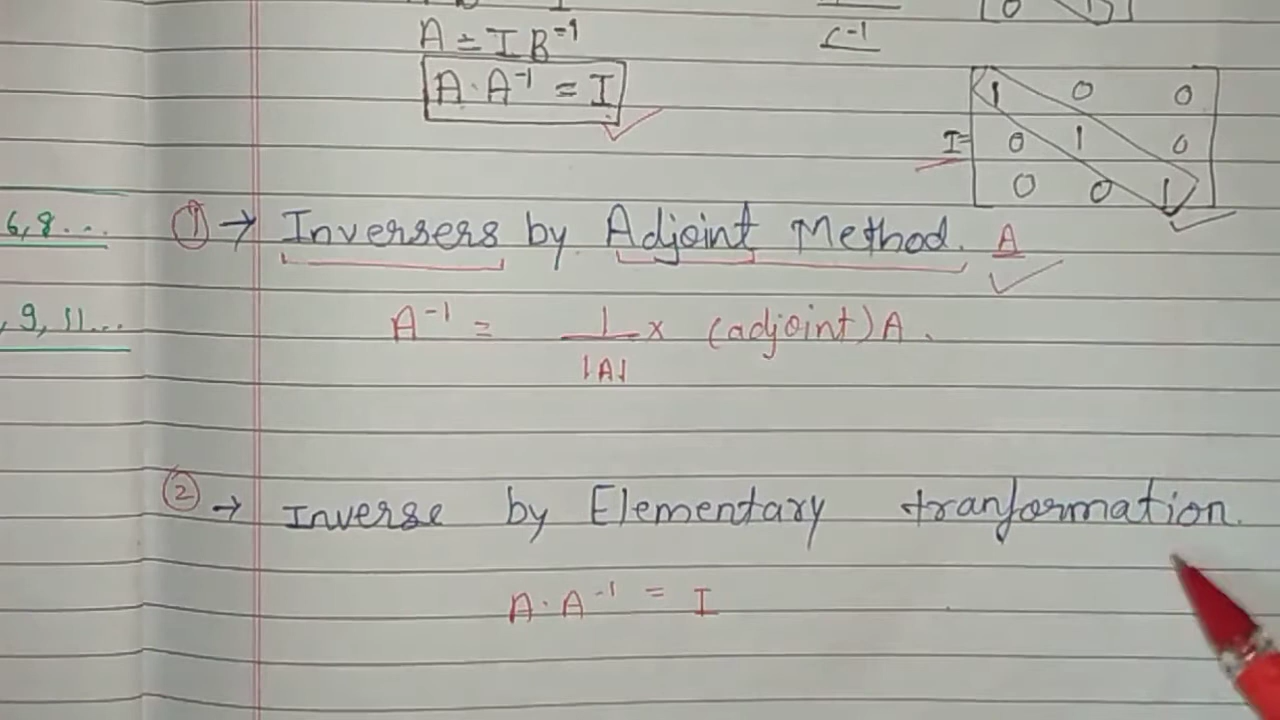 A = I B⁻¹
A · A⁻¹ = I
1 0 0
I = 0 1 0
0 0 1
6, 8 ...
① → Inversers by Adjoint Method. A
, 9, 11 ...
A⁻¹ = 1/|A| × (adjoint) A.
② → Inverse by Elementary tranformation.
A · A⁻¹ = I